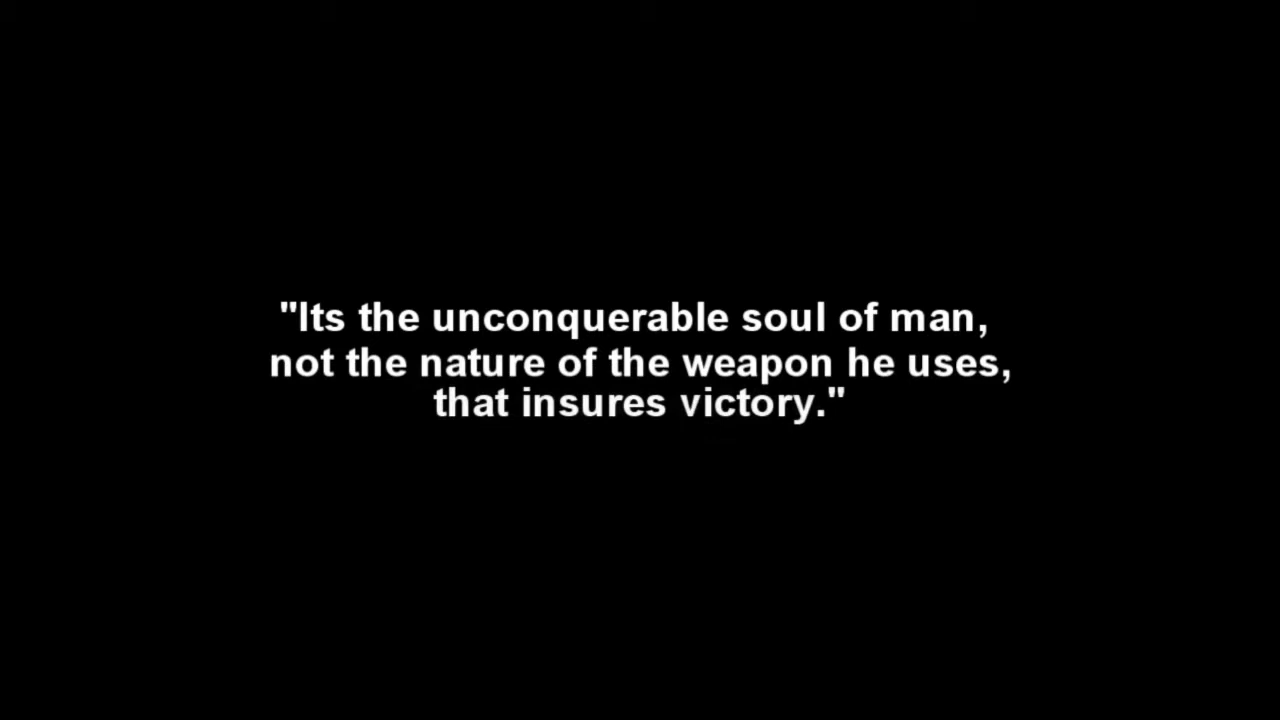 "Its the unconquerable soul of man,
not the nature of the weapon he uses,
that insures victory."